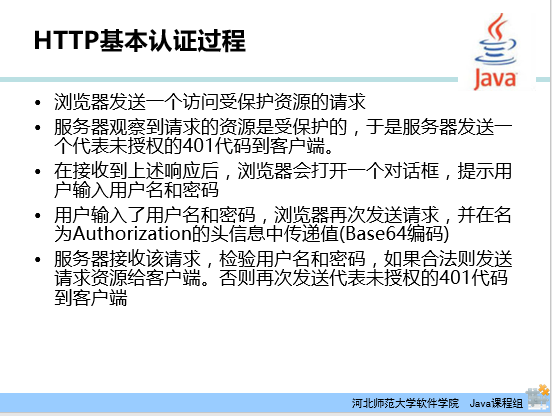 HTTP基本认证过程
Java
• 浏览器发送一个访问受保护资源的请求
• 服务器观察到请求的资源是受保护的，于是服务器发送一
个代表未授权的401代码到客户端。
• 在接收到上述响应后，浏览器会打开一个对话框，提示用
户输入用户名和密码
• 用户输入了用户名和密码，浏览器再次发送请求，并在名
为Authorization的头信息中传递值(Base64编码)
• 服务器接收该请求，检验用户名和密码，如果合法则发送
请求资源给客户端。否则再次发送代表未授权的401代码
到客户端
河北师范大学软件学院 Java课程组